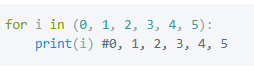 for i in (0, 1, 2, 3, 4, 5):
    print(i) #0, 1, 2, 3, 4, 5